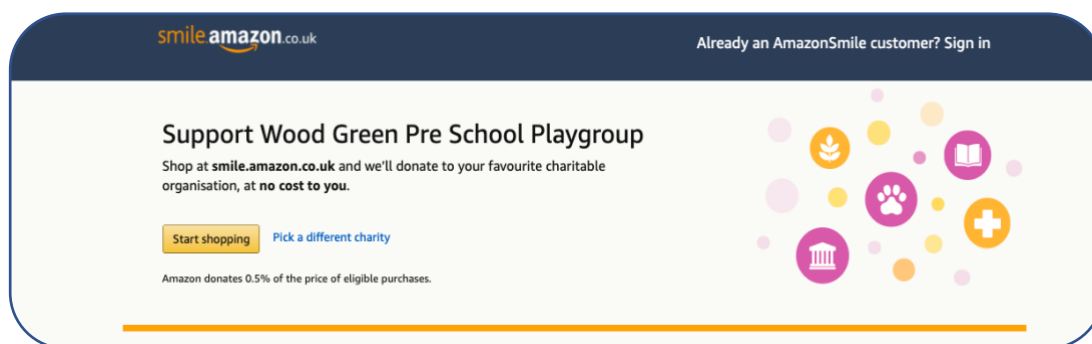 smile.amazon.co.uk
Already an AmazonSmile customer? Sign in
Support Wood Green Pre School Playgroup
Shop at smile.amazon.co.uk and we'll donate to your favourite charitable
organisation, at no cost to you.
Start shopping
Pick a different charity
Amazon donates 0.5% of the price of eligible purchases.